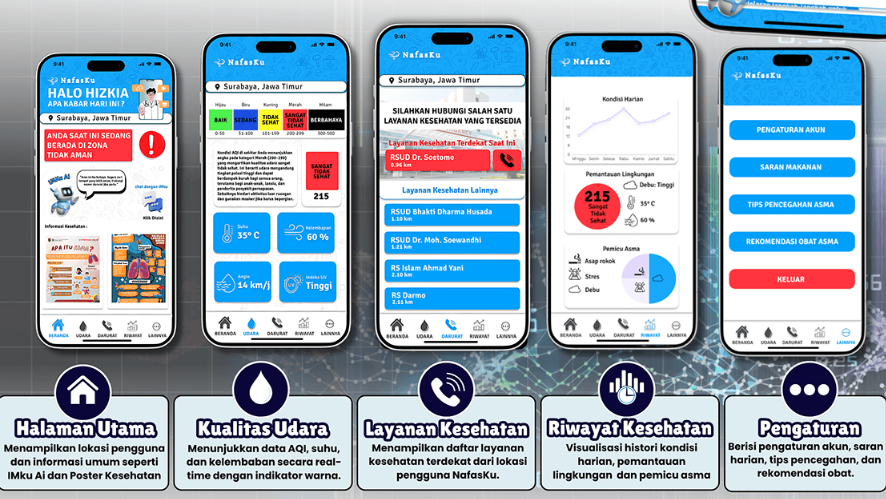 9:41
NafasKu
HALO HIZKIA
APA KABAR HARI INI ?
Surabaya, Jawa Timur
ANDA SAAT INI SEDANG
BERADA DI ZONA
TIDAK AMAN
IMku Ai
chat dengan IMku
Klik Disini
Informasi Kesehatan :
APA ITU ASMA?
BERANDA
UDARA
DARURAT
RIWAYAT
LAINNYA
9:41
NafasKu
Surabaya, Jawa Timur
Hijau Biru Kuning Merah Hitam
BAIK SEDANG TIDAK SEHAT SANGAT TIDAK SEHAT BERBAHAYA
0-50 51-100 101-199 200-299 300-500
SANGAT
TIDAK
SEHAT
215
Suhu
35° C
Kelembapan
60 %
Angin
14 km/j
Indeks UV
Tinggi
BERANDA
UDARA
DARURAT
RIWAYAT
LAINNYA
9:41
NafasKu
Surabaya, Jawa Timur
SILAHKAN HUBUNGI SALAH SATU
LAYANAN KESEHATAN YANG TERSEDIA
Layanan Kesehatan Terdekat Saat Ini
RSUD Dr. Soetomo
0.96 km
Layanan Kesehatan Lainnya
RSUD Bhakti Dharma Husada
1.10 km
RSUD Dr. Moh. Soewandhi
1.21 km
RS Islam Ahmad Yani
2.10 km
RS Darmo
2.11 km
BERANDA
UDARA
DARURAT
RIWAYAT
LAINNYA
9:41
NafasKu
Kondisi Harian
Minggu Senin Selasa Rabu Kamis Jumat Sabtu
Pemantauan Lingkungan
215
Sangat
Tidak
Sehat
Debu: Tinggi
35° C
60 %
Pemicu Asma
Asap rokok
Stres
Debu
BERANDA
UDARA
DARURAT
RIWAYAT
LAINNYA
9:41
NafasKu
PENGATURAN AKUN
SARAN MAKANAN
TIPS PENCEGAHAN ASMA
REKOMENDASI OBAT ASMA
KELUAR
BERANDA
UDARA
DARURAT
RIWAYAT
LAINNYA
Halaman Utama
Menampilkan lokasi pengguna
dan informasi umum seperti
IMku Ai dan Poster Kesehatan
Kualitas Udara
Menunjukkan data AQI, suhu,
dan kelembaban secara real-
time dengan indikator warna.
Layanan Kesehatan
Menampilkan daftar layanan
kesehatan terdekat dari lokasi
pengguna NafasKu.
Riwayat Kesehatan
Visualisasi histori kondisi
harian, pemantauan
lingkungan dan pemicu asma
Pengaturan
Berisi pengaturan akun, saran
harian, tips pencegahan, dan
rekomendasi obat.